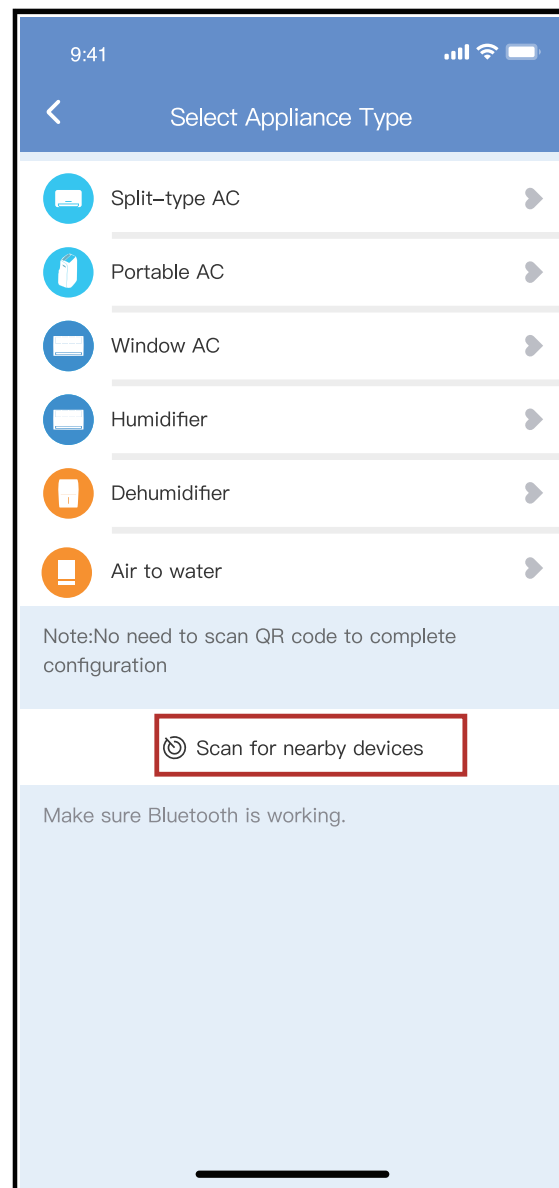 9:41
Select Appliance Type
Split-type AC
Portable AC
Window AC
Humidifier
Dehumidifier
Air to water
Note:No need to scan QR code to complete
configuration
Scan for nearby devices
Make sure Bluetooth is working.